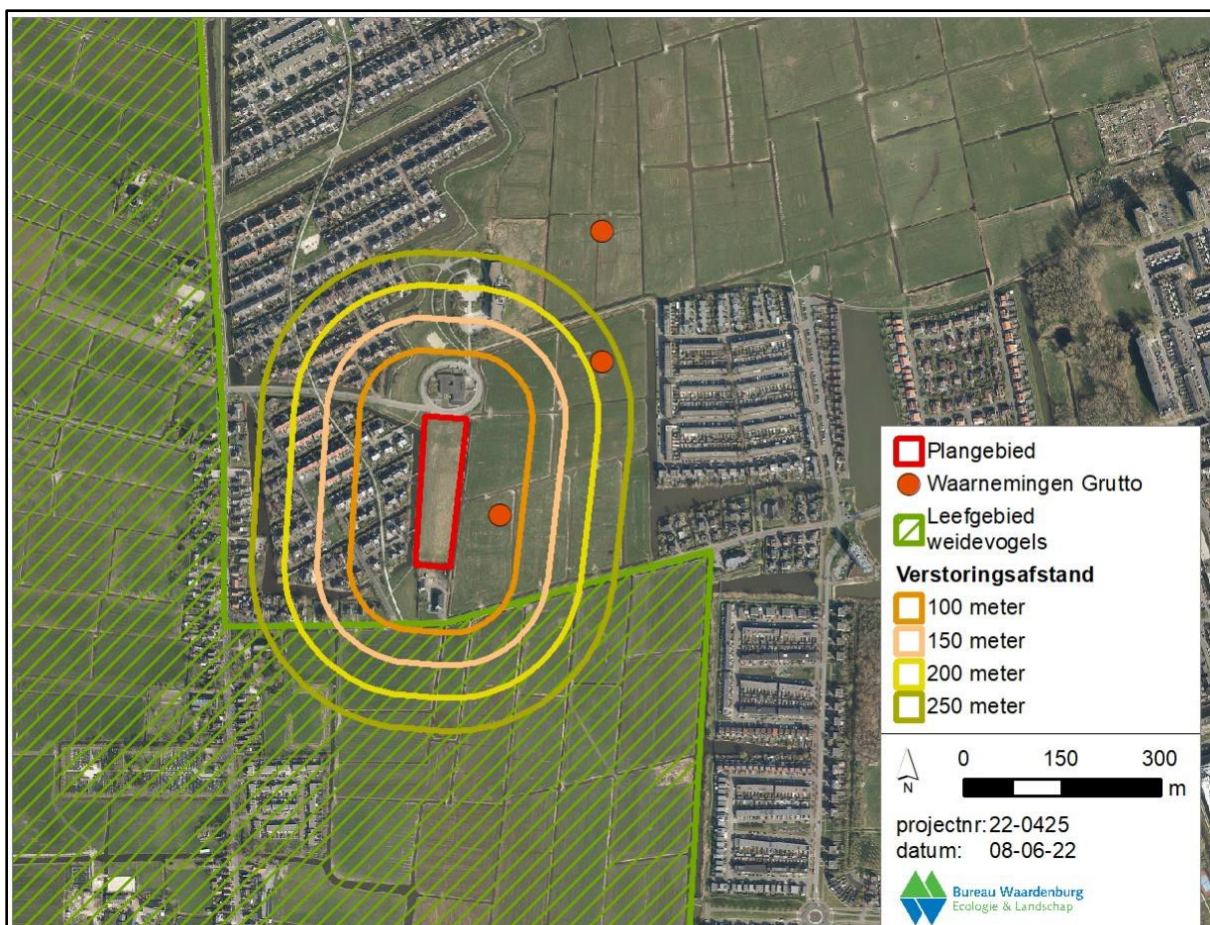 Plangebied
Waarnemingen Grutto
Leefgebied
weidevogels
Verstoringsafstand
100 meter
150 meter
200 meter
250 meter
0 150 300
m
N
projectnr: 22-0425
datum: 08-06-22
Bureau Waardenburg
Ecologie & Landschap